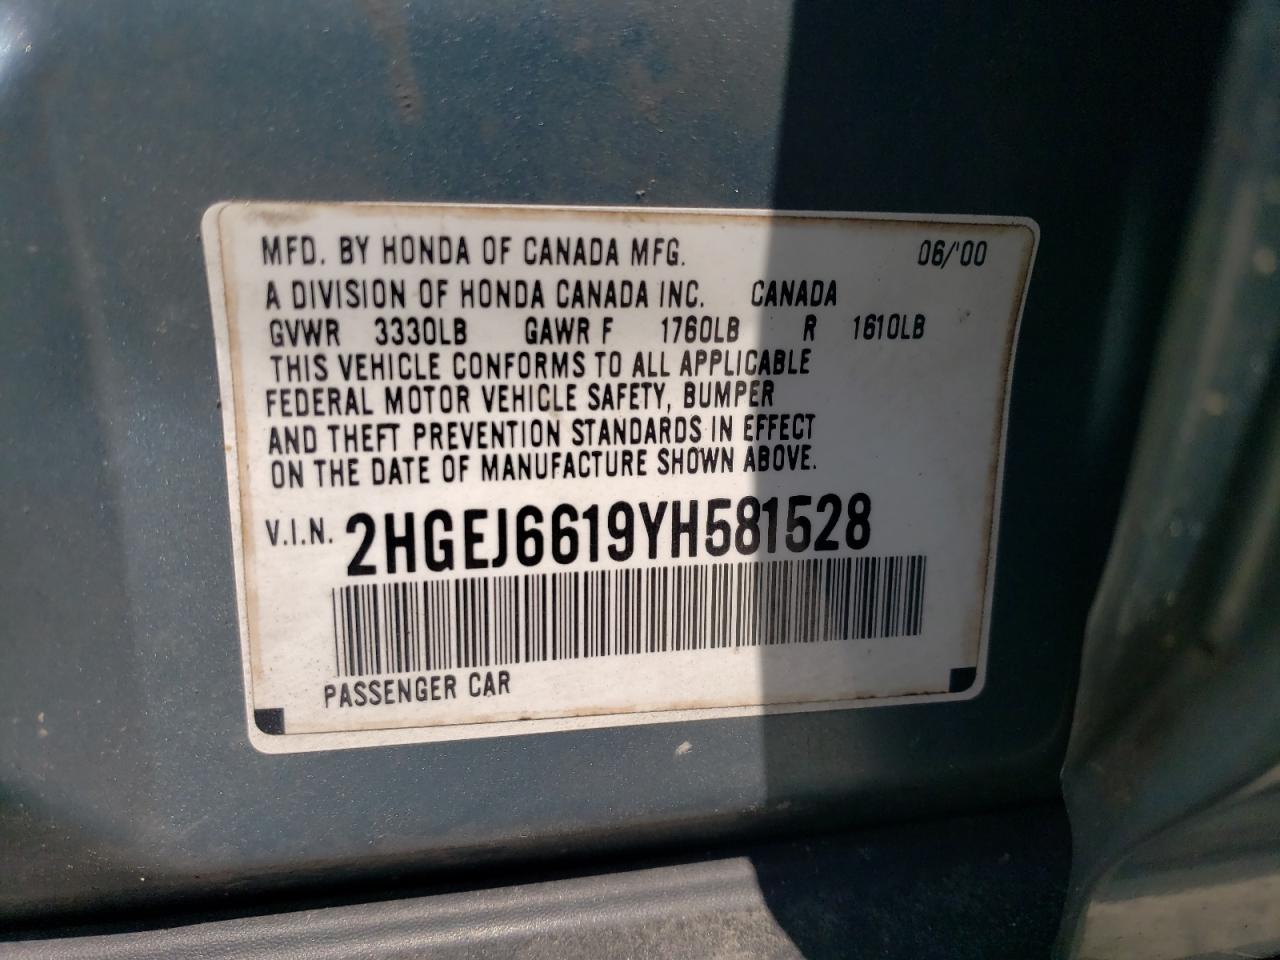 MFD. BY HONDA OF CANADA MFG. 06/'00
A DIVISION OF HONDA CANADA INC. CANADA
GVWR 3330LB GAWR F 1760LB R 1610LB
THIS VEHICLE CONFORMS TO ALL APPLICABLE
FEDERAL MOTOR VEHICLE SAFETY, BUMPER
AND THEFT PREVENTION STANDARDS IN EFFECT
ON THE DATE OF MANUFACTURE SHOWN ABOVE.
V.I.N. 2HGEJ6619YH581528
PASSENGER CAR